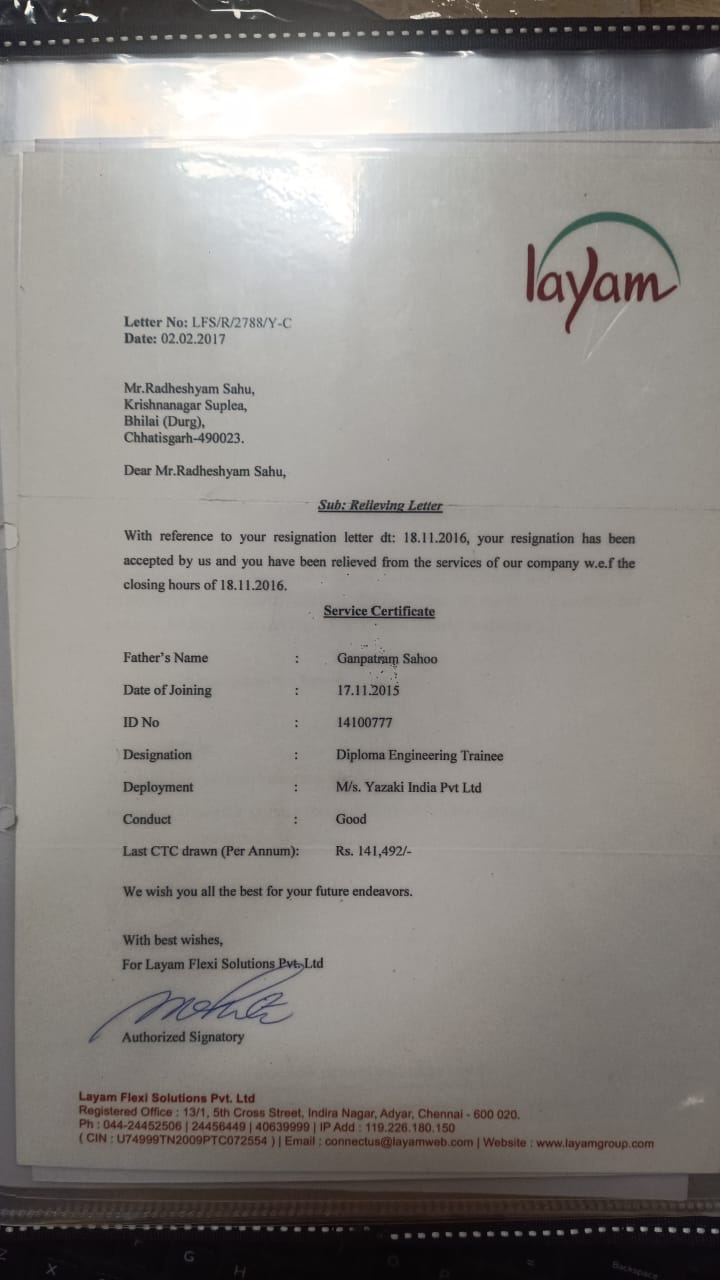 layam
Letter No: LFS/R/2788/Y-C
Date: 02.02.2017
Mr.Radheshyam Sahu,
Krishnanagar Suplea,
Bhilai (Durg),
Chhatisgarh-490023.
Dear Mr.Radheshyam Sahu,
Sub: Relieving Letter
With reference to your resignation letter dt: 18.11.2016, your resignation has been
accepted by us and you have been relieved from the services of our company w.e.f the
closing hours of 18.11.2016.
Service Certificate
Father's Name : Ganpatram Sahoo
Date of Joining : 17.11.2015
ID No : 14100777
Designation : Diploma Engineering Trainee
Deployment : M/s. Yazaki India Pvt Ltd
Conduct : Good
Last CTC drawn (Per Annum): Rs. 141,492/-
We wish you all the best for your future endeavors.
With best wishes,
For Layam Flexi Solutions Pvt. Ltd
Authorized Signatory
Layam Flexi Solutions Pvt. Ltd
Registered Office : 13/1, 5th Cross Street, Indira Nagar, Adyar, Chennai - 600 020.
Ph : 044-24452506 | 24456449 | 40639999 | IP Add : 119.226.180.150
( CIN : U74999TN2009PTC072554 ) | Email : connectus@layamweb.com | Website : www.layamgroup.com
G
X
H
Backspace